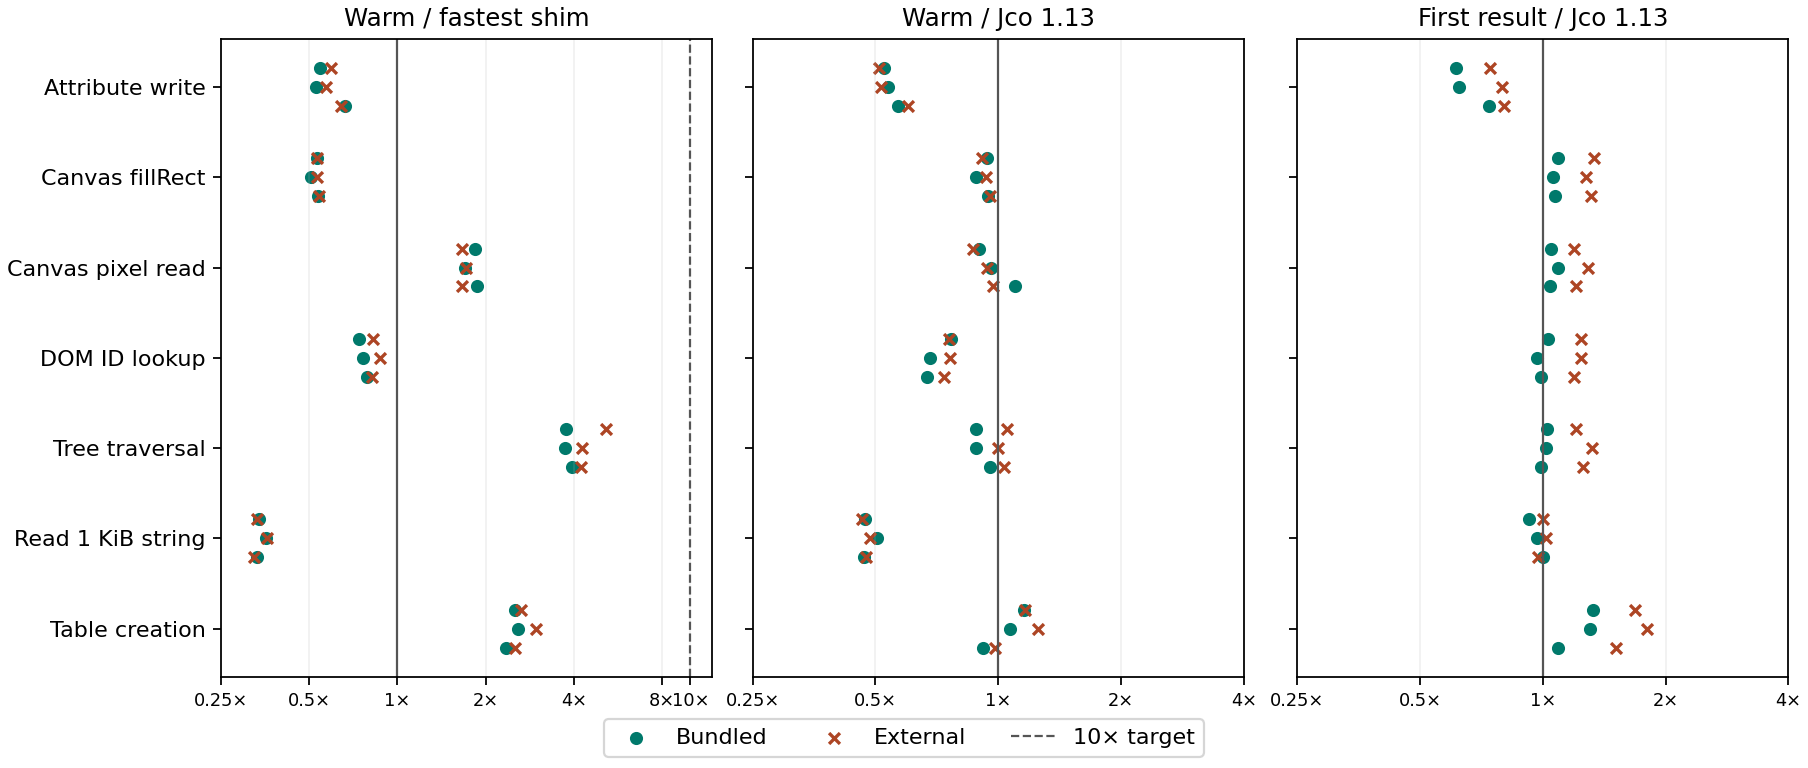 Warm / fastest shim
Warm / Jco 1.13
First result / Jco 1.13
Attribute write
Canvas fillRect
Canvas pixel read
DOM ID lookup
Tree traversal
Read 1 KiB string
Table creation
0.25× 0.5× 1× 2× 4× 8× 10×
0.25× 0.5× 1× 2× 4×
0.25× 0.5× 1× 2× 4×
Bundled External 10× target